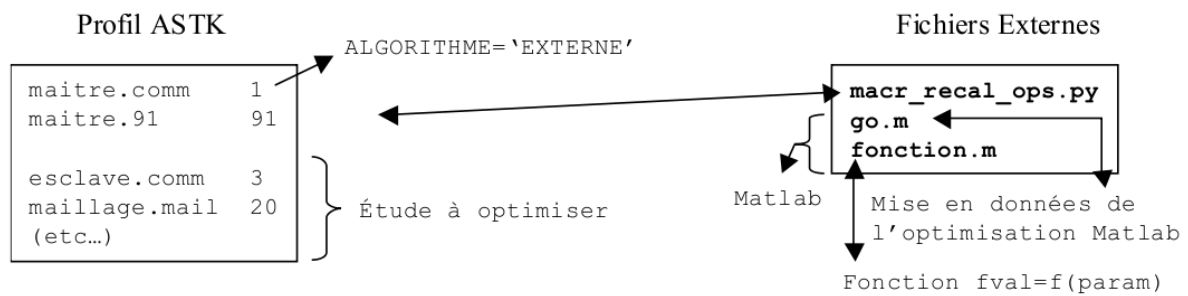 Profil ASTK
Fichiers Externes
ALGORITHME=‘EXTERNE’
maitre.comm 1
maitre.91 91
esclave.comm 3
maillage.mail 20
(etc…)
Étude à optimiser
macr_recal_ops.py
go.m
fonction.m
Matlab
Mise en données de
l’optimisation Matlab
Fonction fval=f(param)